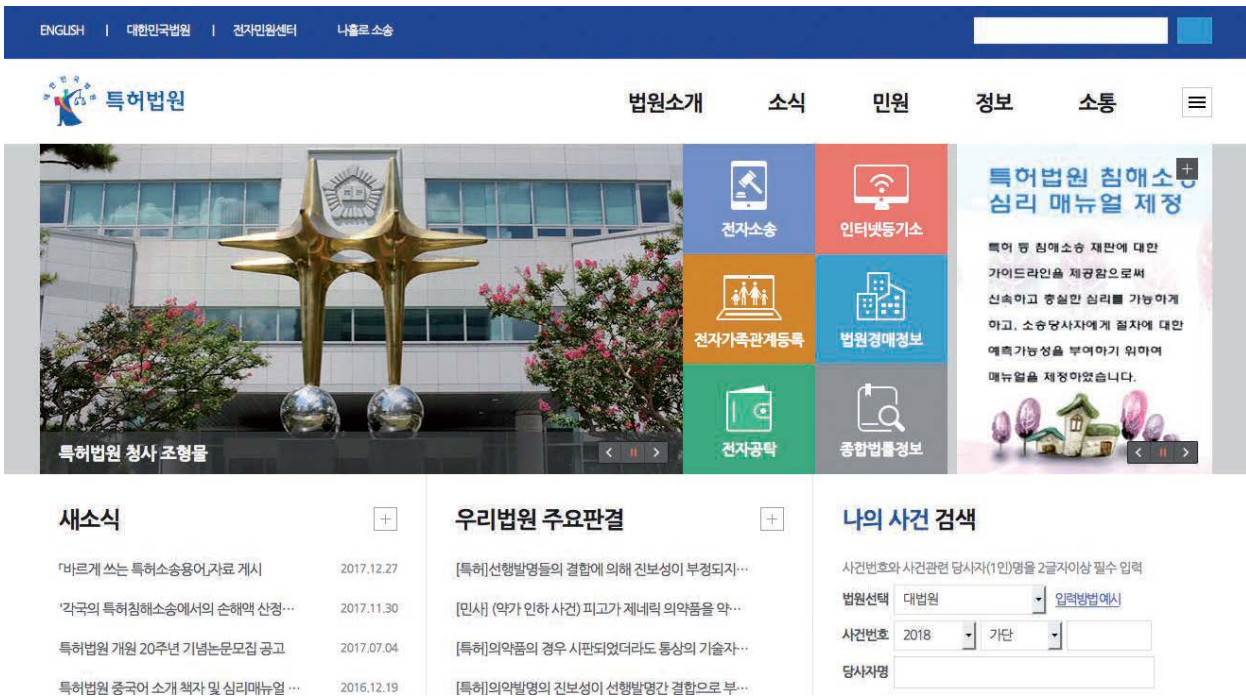 ENGLISH | 대한민국법원 | 전자민원센터 나홀로 소송
대한민국법원
특허법원
법원소개 소식 민원 정보 소통
특허법원 청사 조형물
전자소송
인터넷등기소
전자가족관계등록
법원경매정보
전자공탁
종합법률정보
특허법원 침해소송
심리 매뉴얼 제정
특허 등 침해소송 재판에 대한
가이드라인을 제공함으로써
신속하고 충실한 심리를 가능하게
하고, 소송당사자에게 절차에 대한
예측가능성을 부여하기 위하여
매뉴얼을 제정하였습니다.
새소식
「바르게 쓰는 특허소송용어」자료 게시 2017.12.27
'각국의 특허침해소송에서의 손해액 산정… 2017.11.30
특허법원 개원 20주년 기념논문모집 공고 2017.07.04
특허법원 중국어 소개 책자 및 심리매뉴얼 … 2016.12.19
우리법원 주요판결
[특허]선행발명들의 결합에 의해 진보성이 부정되지…
[민사] (약가 인하 사건) 피고가 제네릭 의약품을 약…
[특허]의약품의 경우 시판되었더라도 통상의 기술자…
[특허]의약발명의 진보성이 선행발명간 결합으로 부…
나의 사건 검색
사건번호와 사건관련 당사자(1인)명을 2글자이상 필수 입력
법원선택 대법원 입력방법예시
사건번호 2018 가단
당사자명